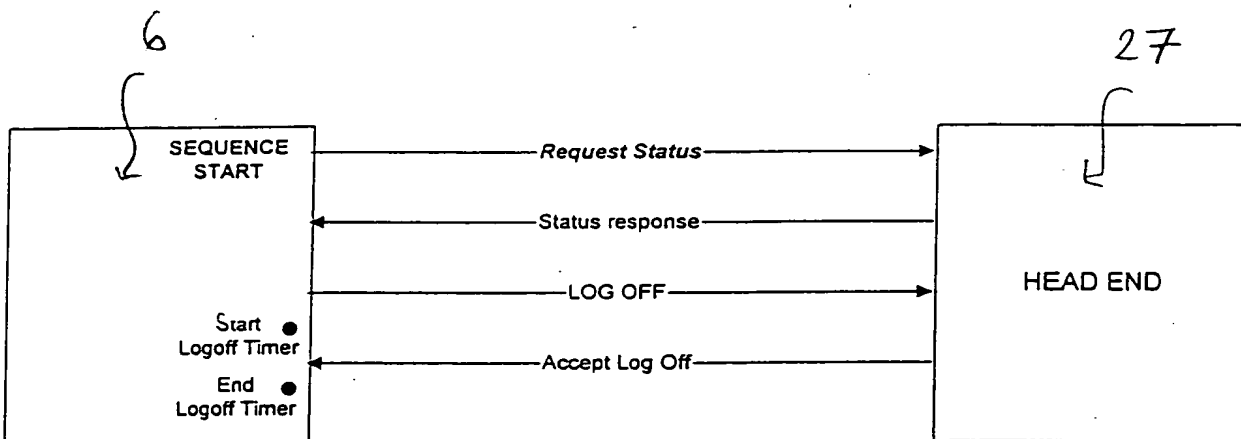 6
27
SEQUENCE
START
Request Status
Status response
LOG OFF
HEAD END
Start
Logoff Timer
Accept Log Off
End
Logoff Timer